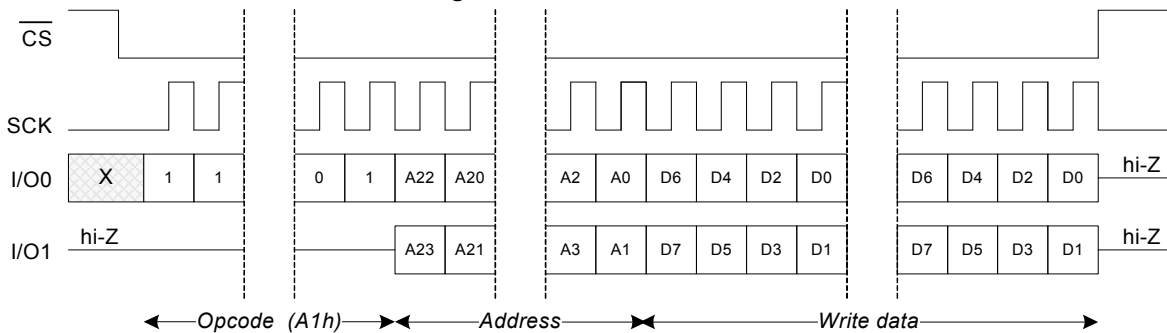 CS
SCK
I/O0 X 1 1 0 1 A22 A20 A2 A0 D6 D4 D2 D0 D6 D4 D2 D0 hi-Z
I/O1 hi-Z A23 A21 A3 A1 D7 D5 D3 D1 D7 D5 D3 D1 hi-Z
Opcode (A1h) Address Write data